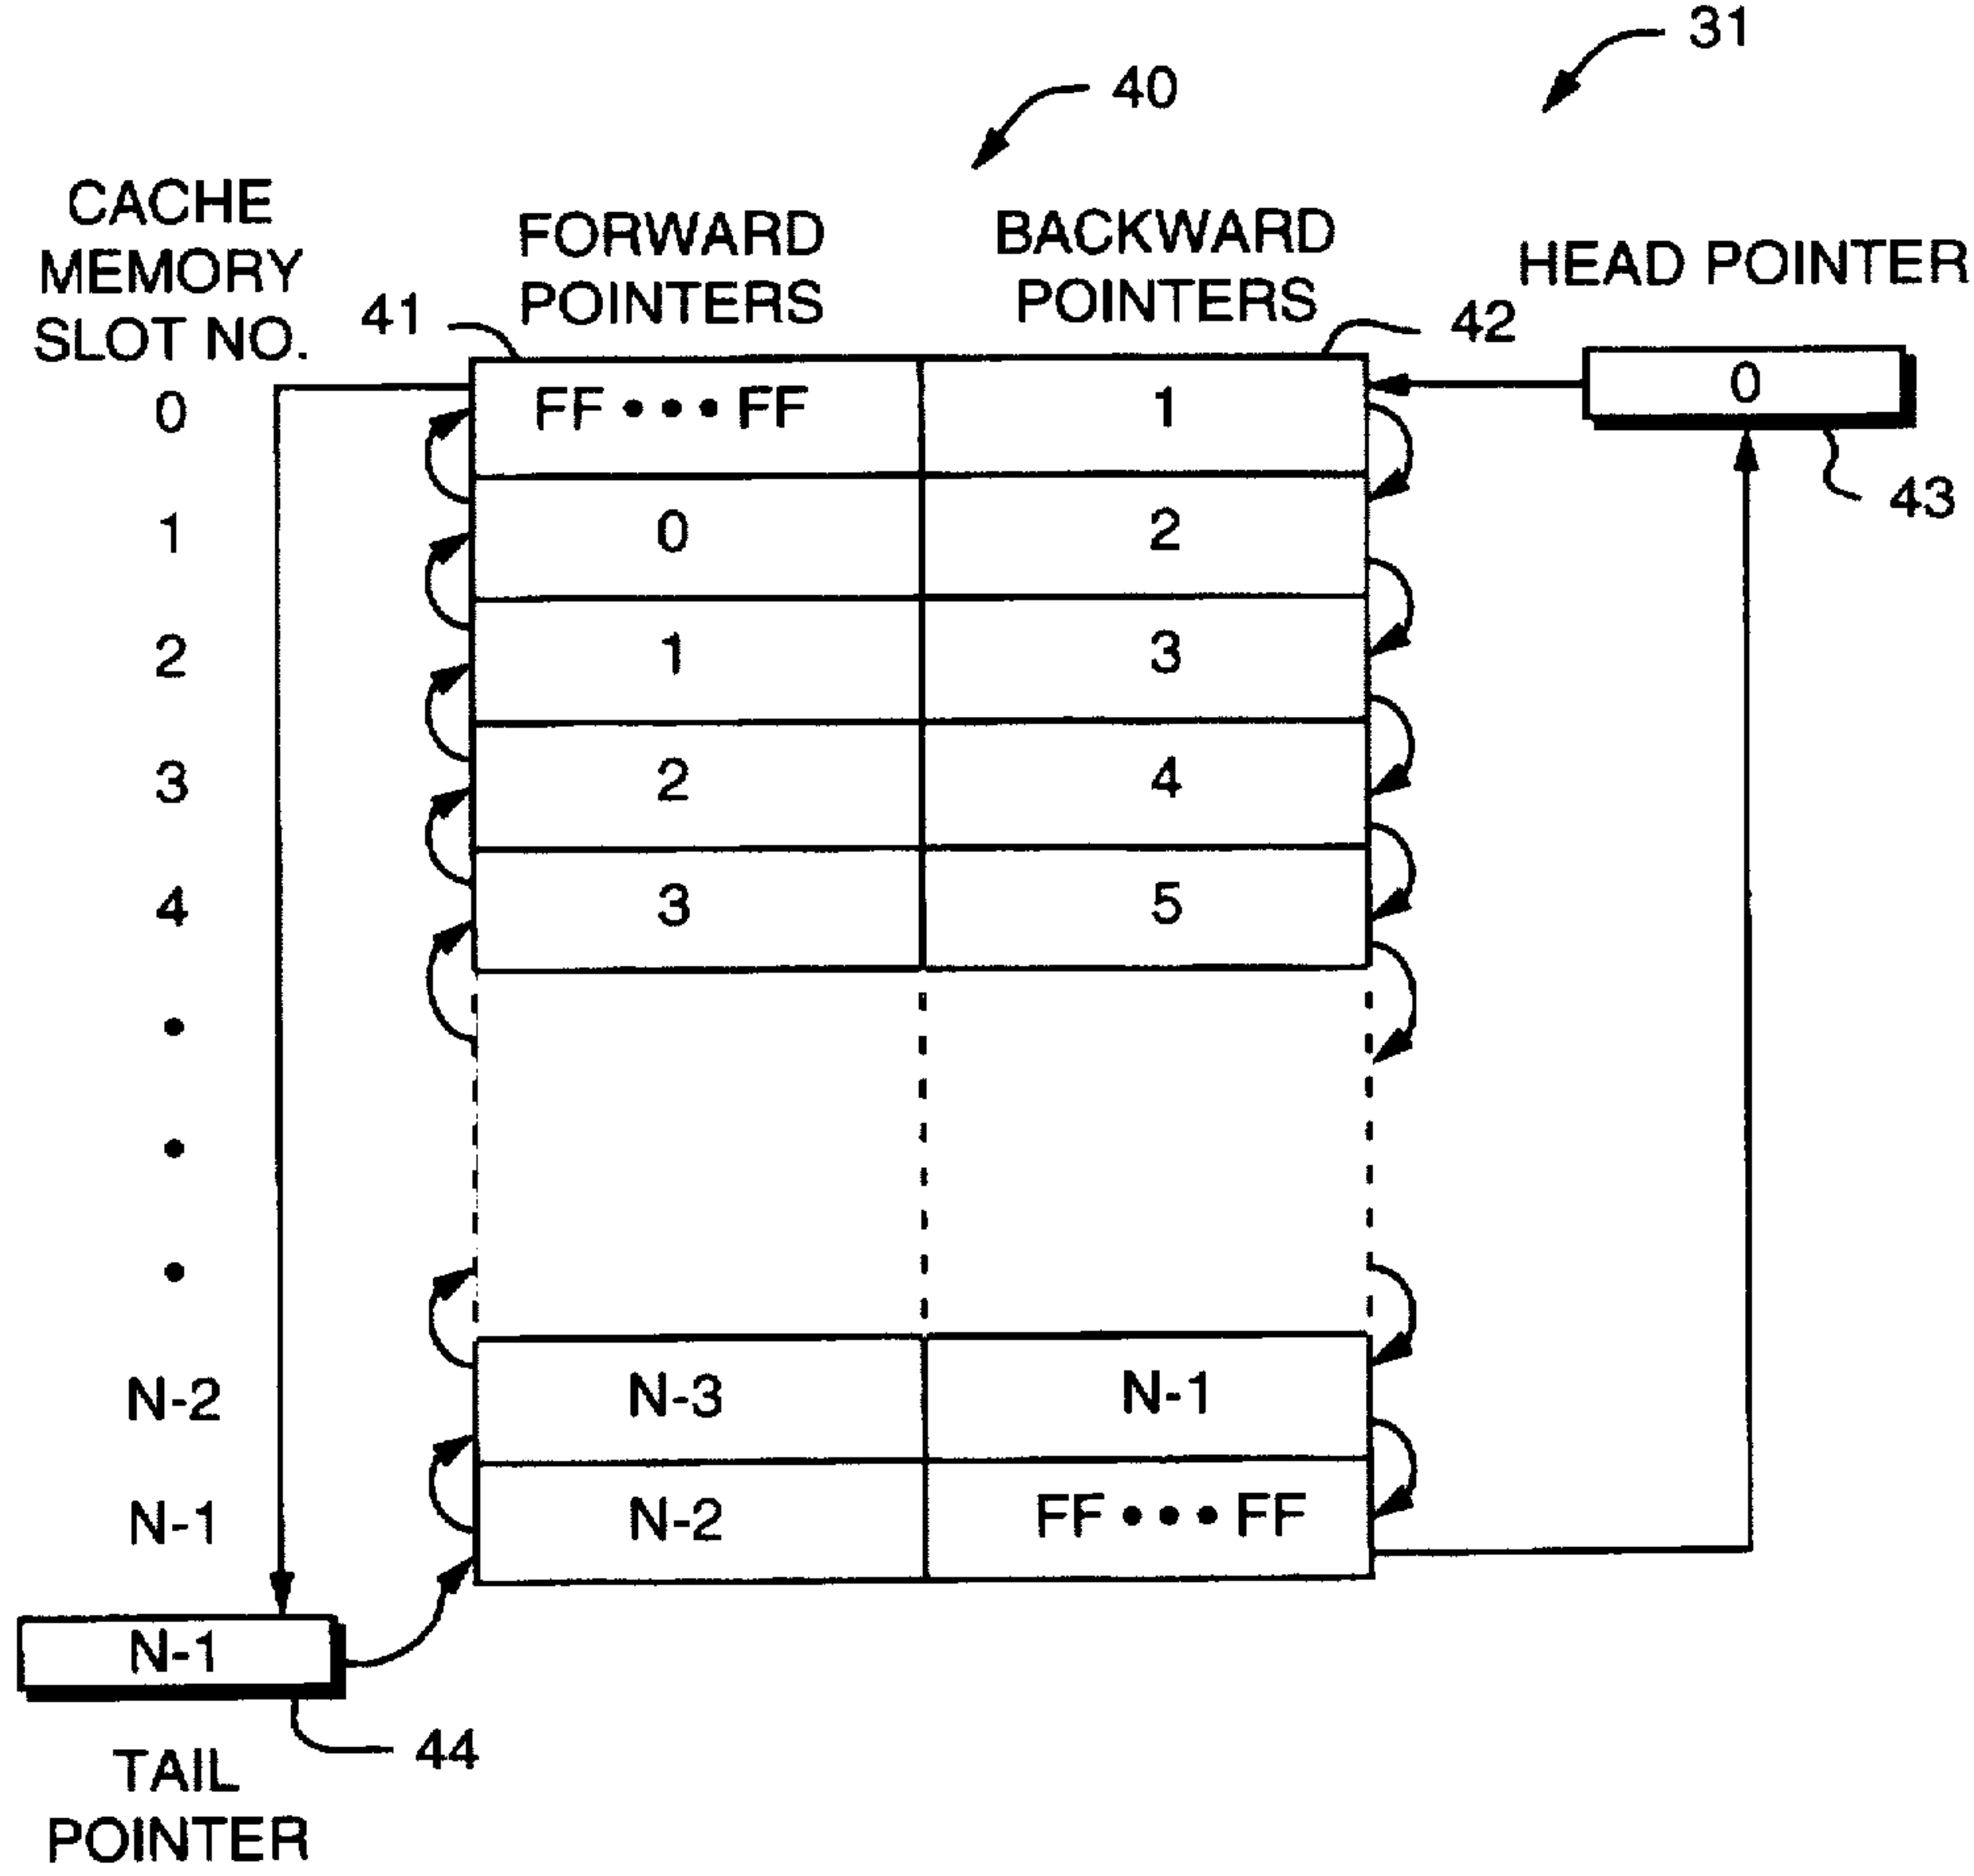 31
40
CACHE
MEMORY
SLOT NO.
FORWARD
POINTERS
BACKWARD
POINTERS
HEAD POINTER
41
42
43
0 FF • • • FF 1 0
1 0 2
2 1 3
3 2 4
4 3 5
•
•
•
N-2 N-3 N-1
N-1 N-2 FF • • • FF
N-1
44
TAIL
POINTER